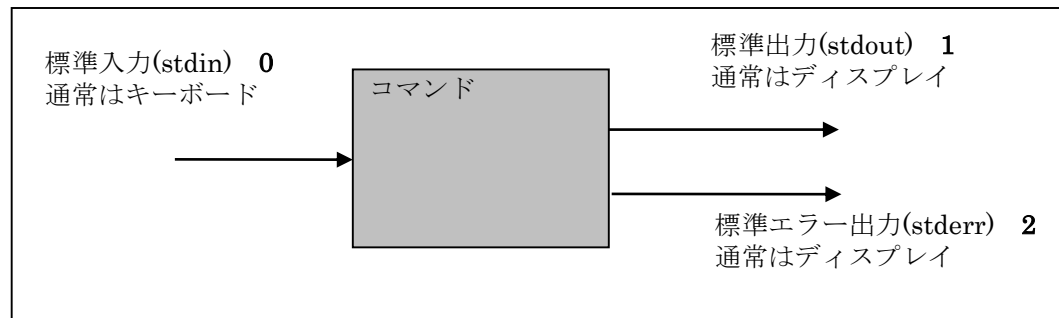 標準入力(stdin) 0
通常はキーボード
コマンド
標準出力(stdout) 1
通常はディスプレイ
標準エラー出力(stderr) 2
通常はディスプレイ